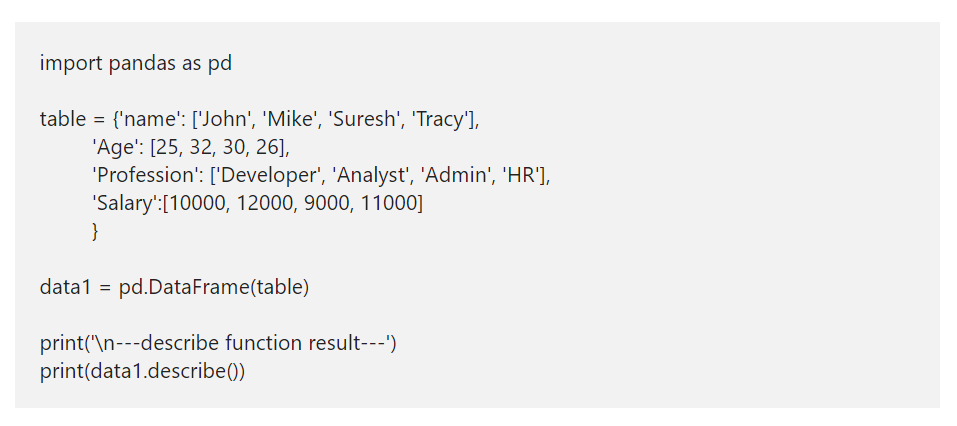 import pandas as pd
table = {'name': ['John', 'Mike', 'Suresh', 'Tracy'],
'Age': [25, 32, 30, 26],
'Profession': ['Developer', 'Analyst', 'Admin', 'HR'],
'Salary':[10000, 12000, 9000, 11000]
}
data1 = pd.DataFrame(table)
print('\n---describe function result---')
print(data1.describe())